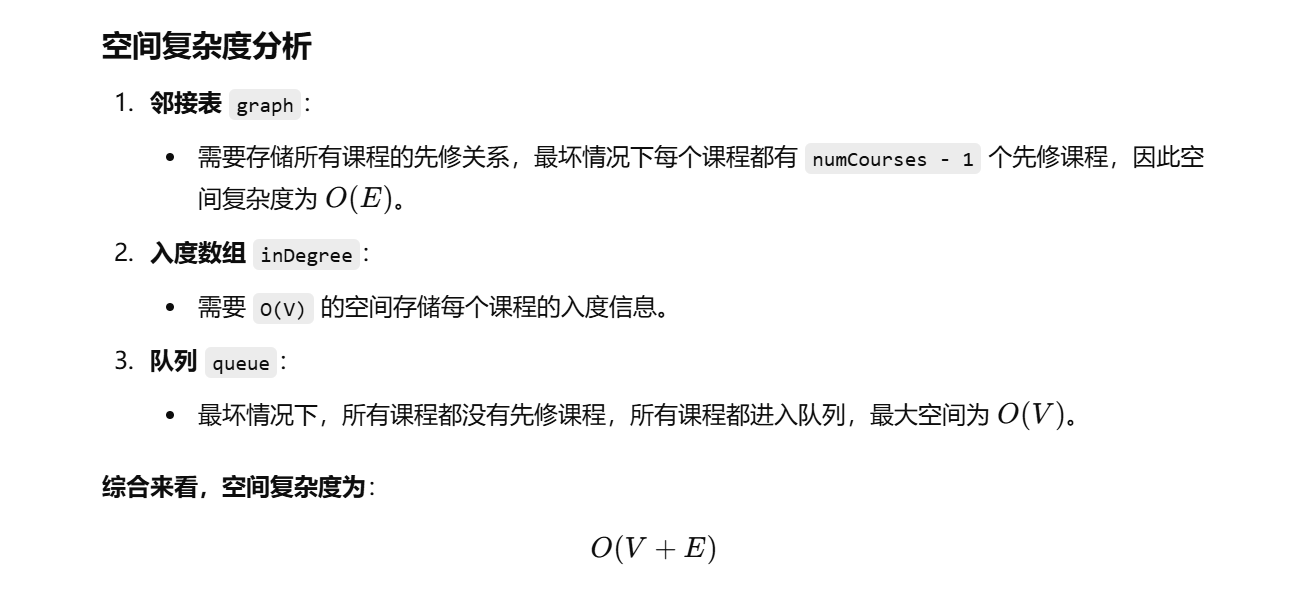 空间复杂度分析
1. 邻接表 graph：
• 需要存储所有课程的先修关系，最坏情况下每个课程都有 numCourses - 1 个先修课程，因此空
间复杂度为 O(E)。
2. 入度数组 inDegree：
• 需要 O(V) 的空间存储每个课程的入度信息。
3. 队列 queue：
• 最坏情况下，所有课程都没有先修课程，所有课程都进入队列，最大空间为 O(V)。
综合来看，空间复杂度为：
O(V + E)